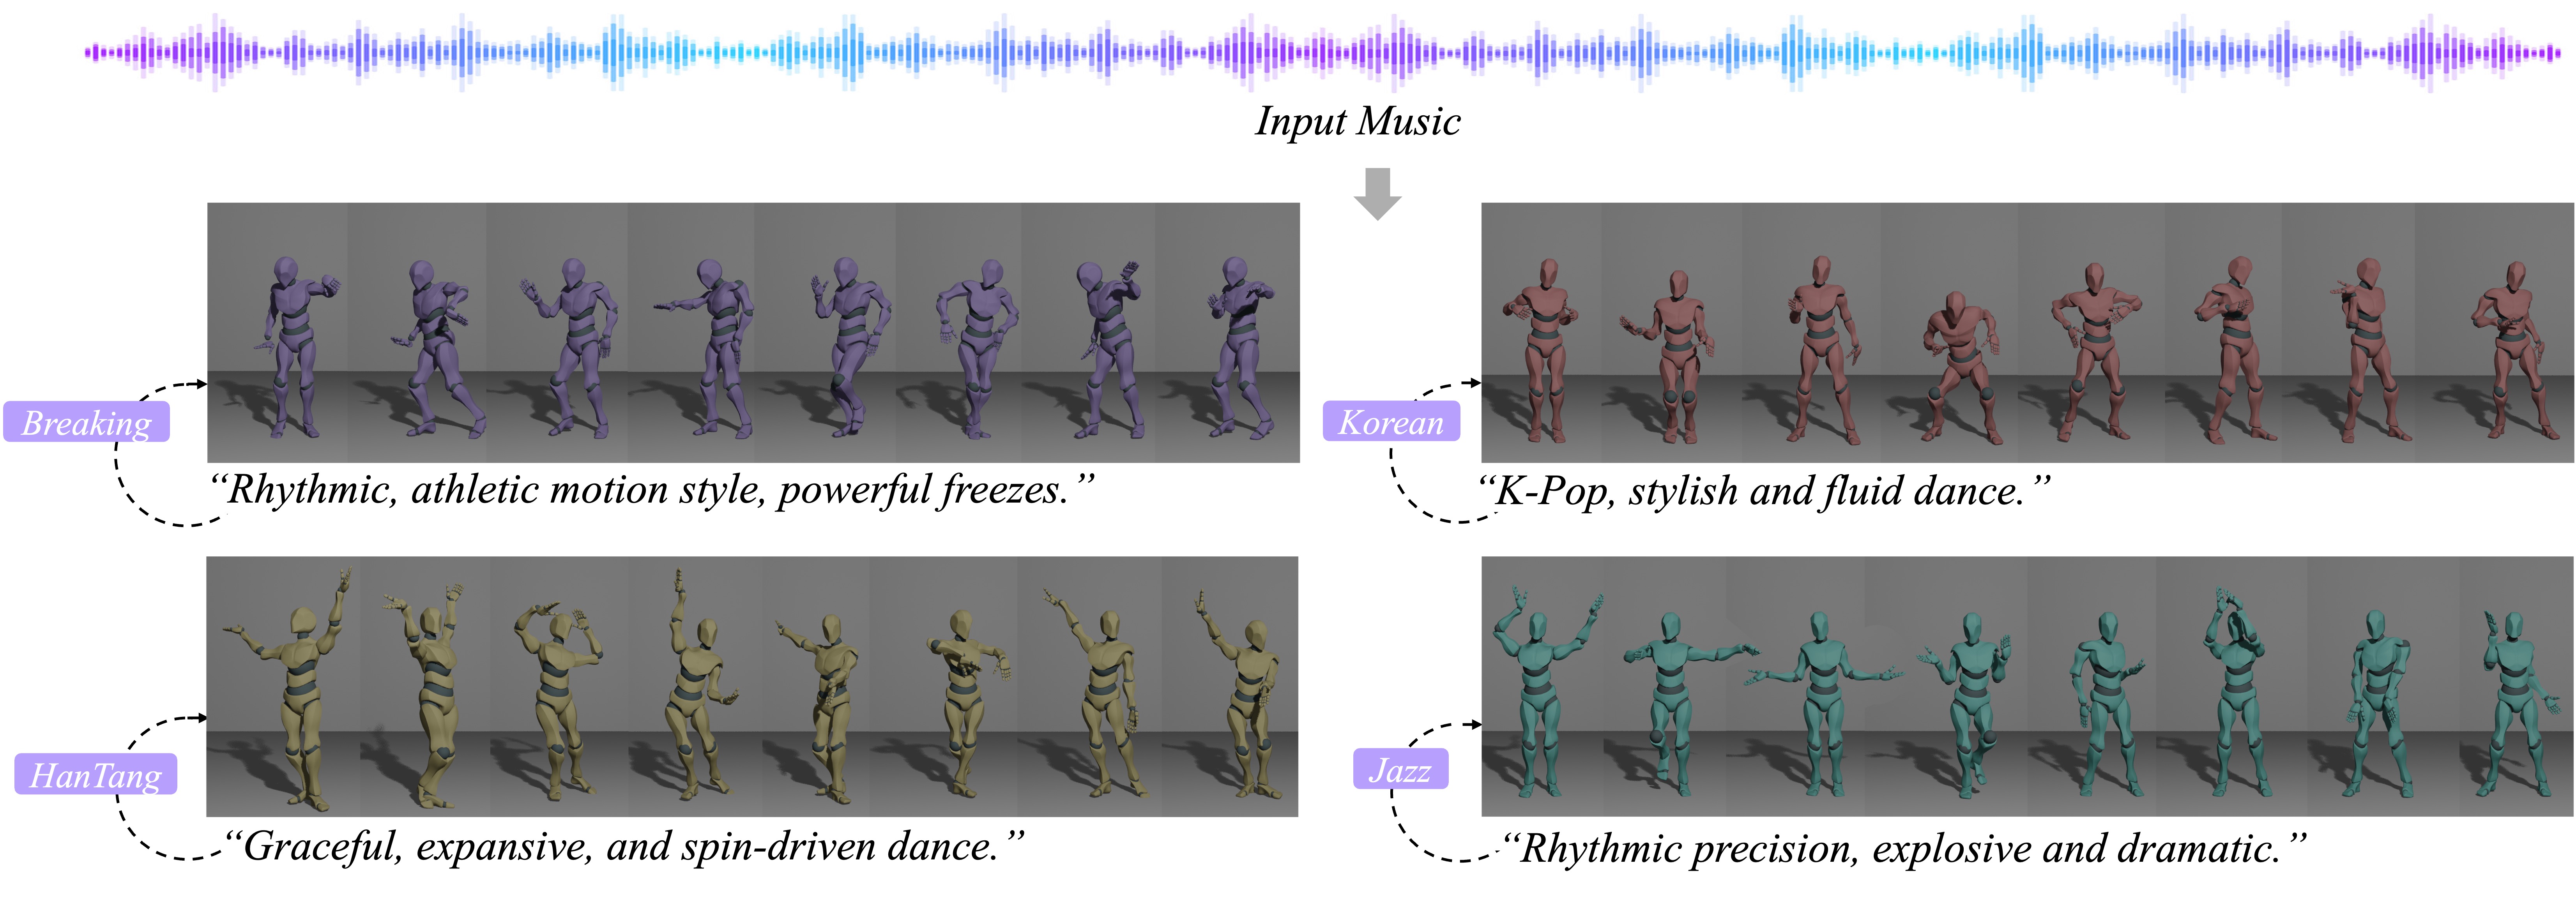 Input Music
Breaking
“Rhythmic, athletic motion style, powerful freezes.”
Korean
“K-Pop, stylish and fluid dance.”
HanTang
“Graceful, expansive, and spin-driven dance.”
Jazz
“Rhythmic precision, explosive and dramatic.”